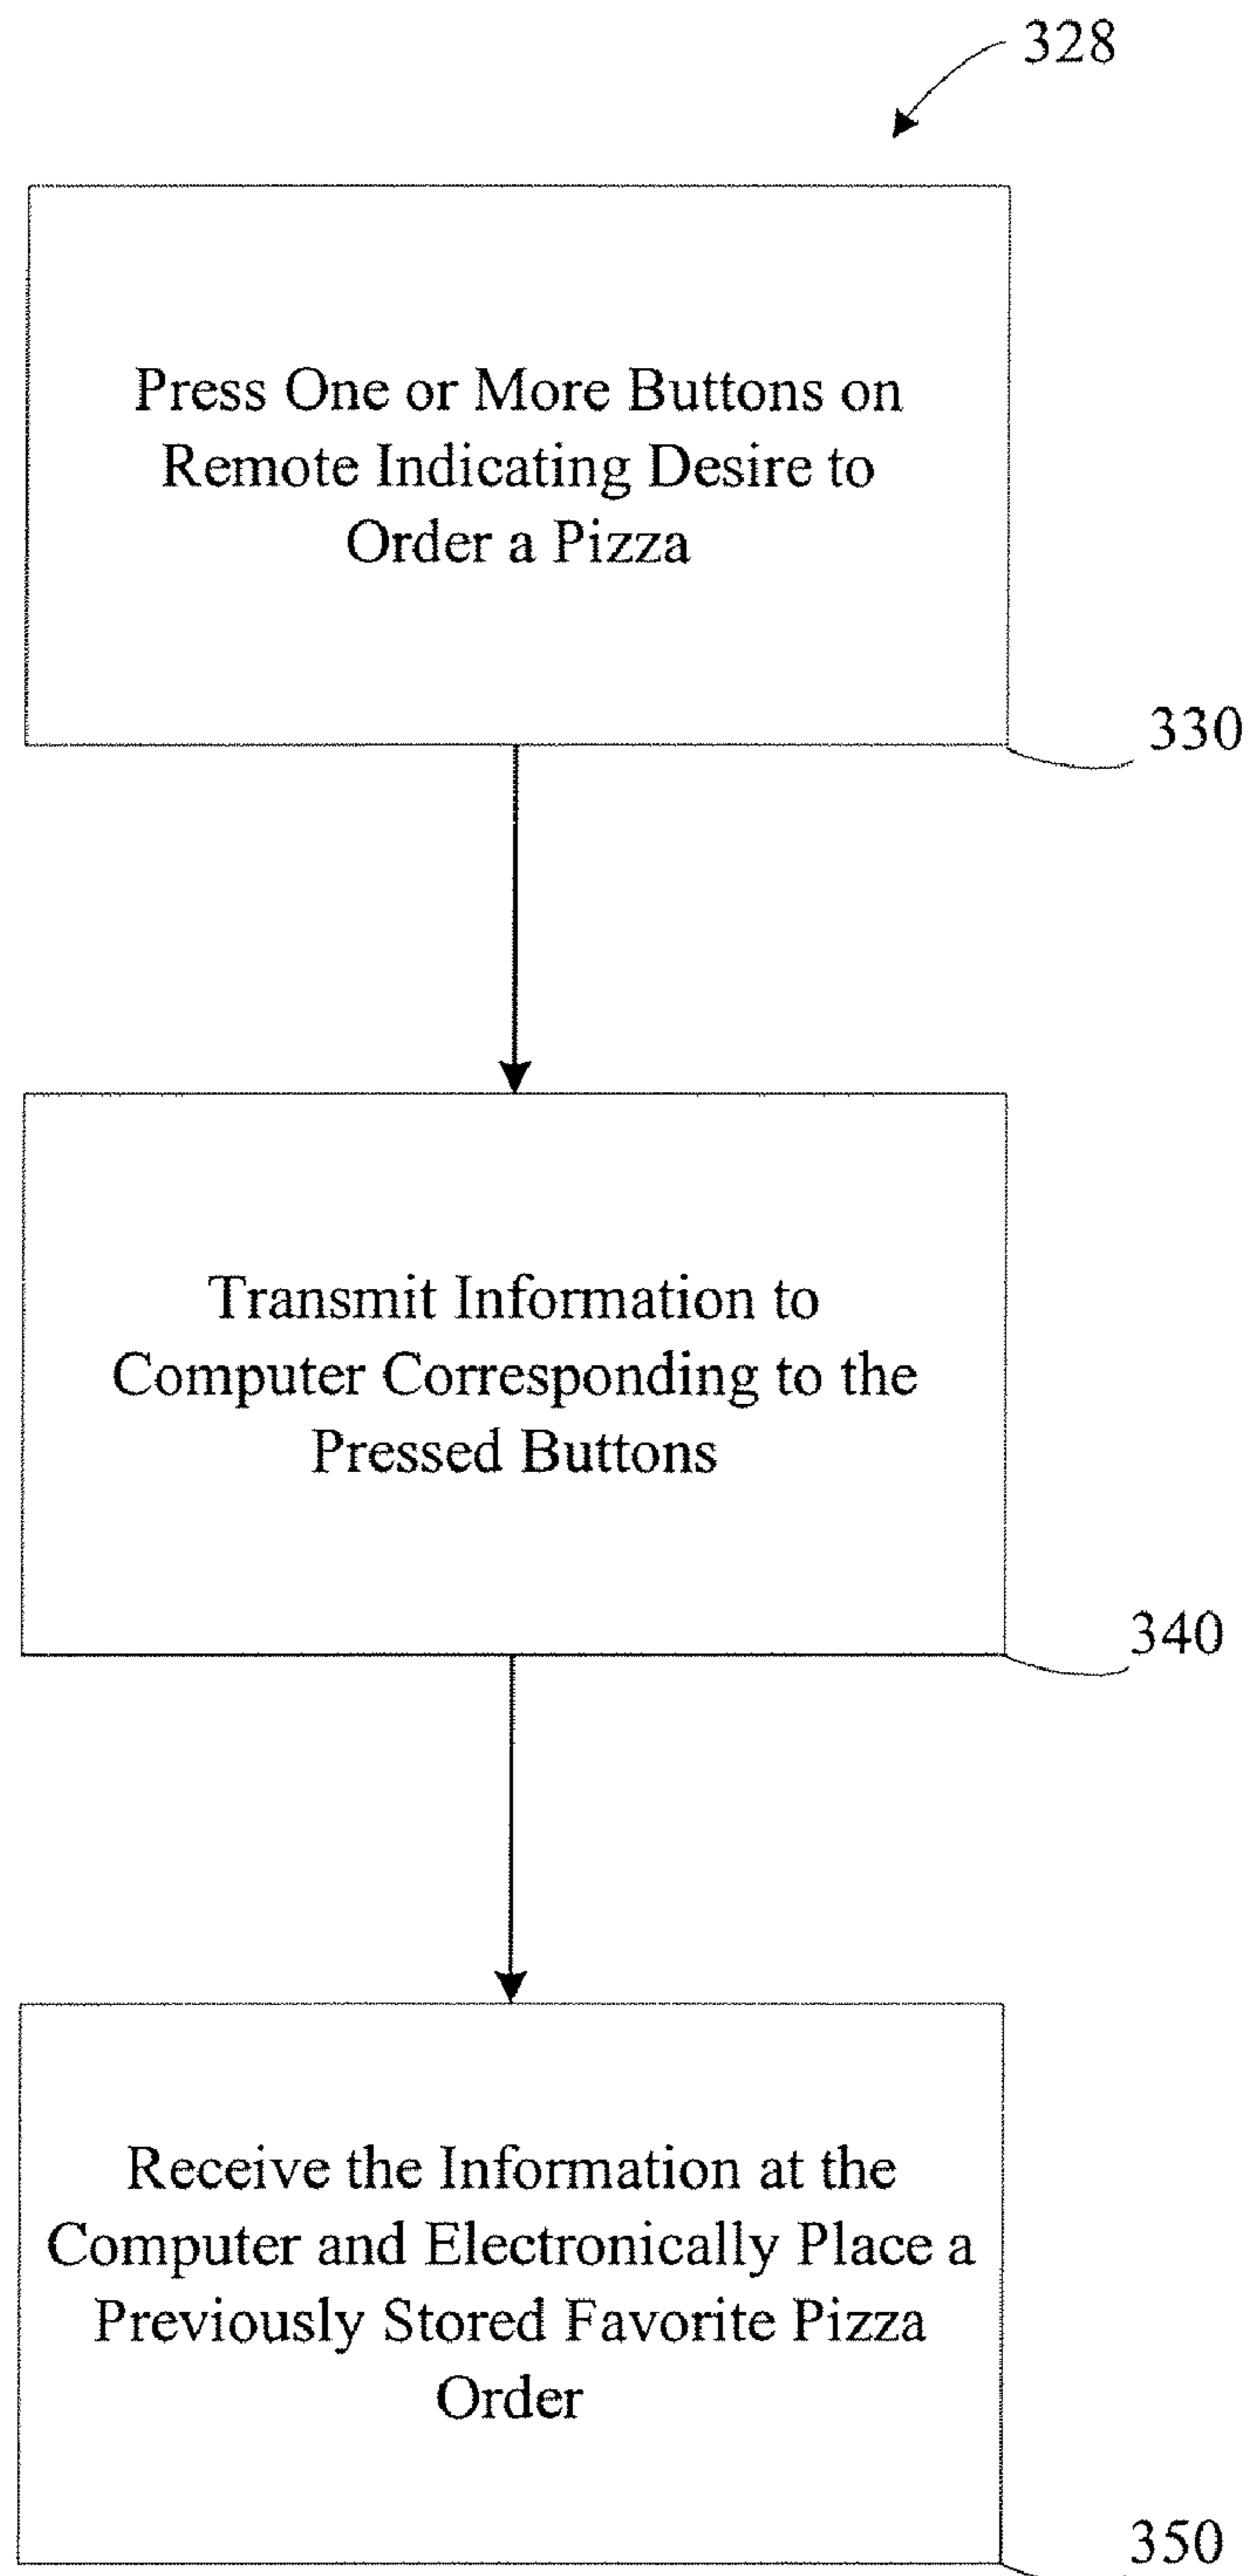 328
Press One or More Buttons on
Remote Indicating Desire to
Order a Pizza
330
Transmit Information to
Computer Corresponding to the
Pressed Buttons
340
Receive the Information at the
Computer and Electronically Place a
Previously Stored Favorite Pizza
Order
350